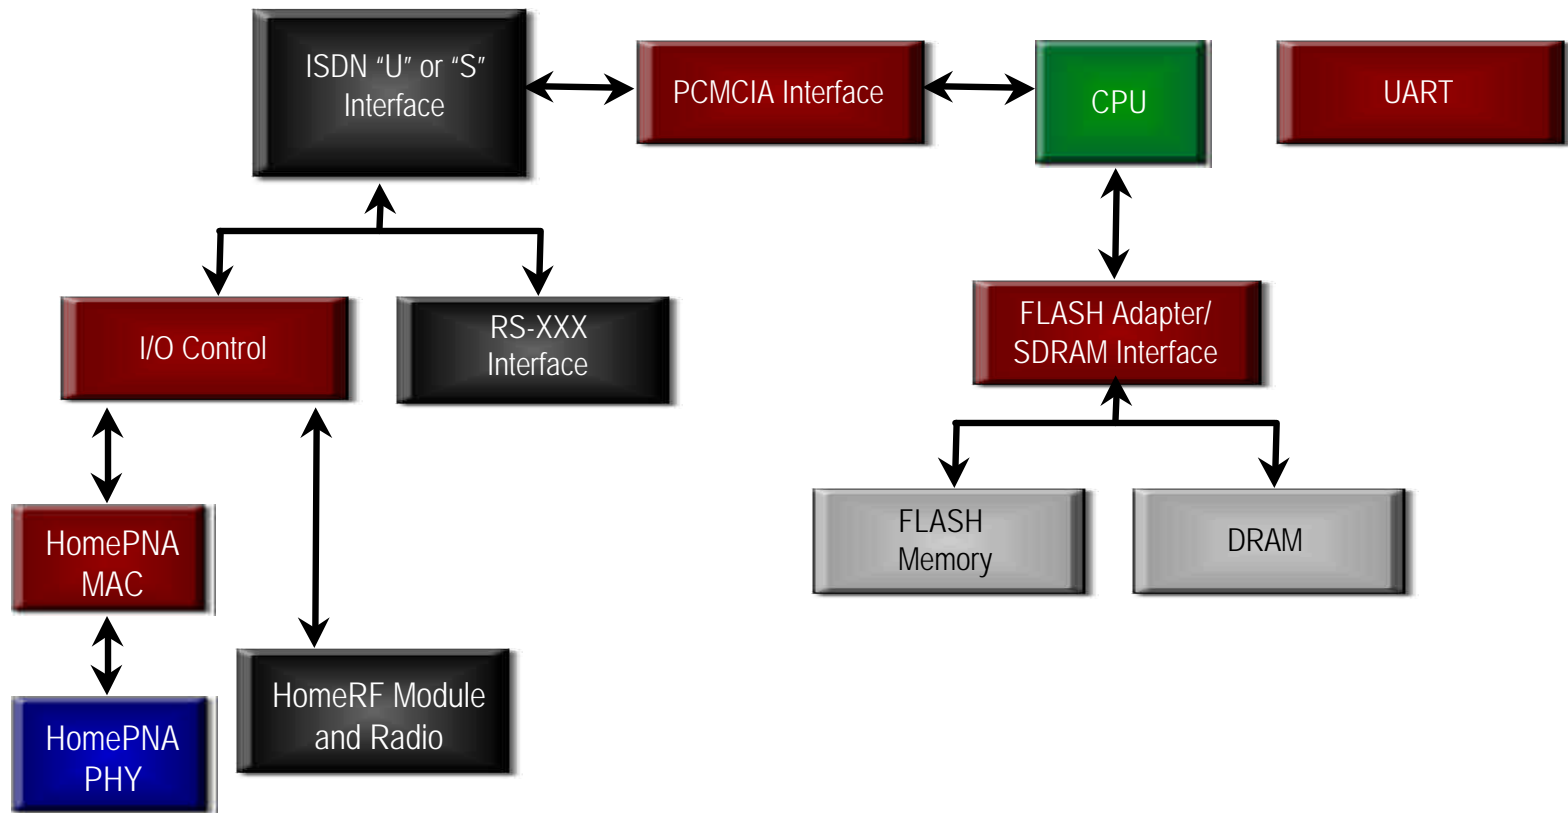 ISDN “U” or “S”
Interface
PCMCIA Interface
CPU
UART
I/O Control
RS-XXX
Interface
FLASH Adapter/
SDRAM Interface
HomePNA
MAC
FLASH
Memory
DRAM
HomeRF Module
and Radio
HomePNA
PHY